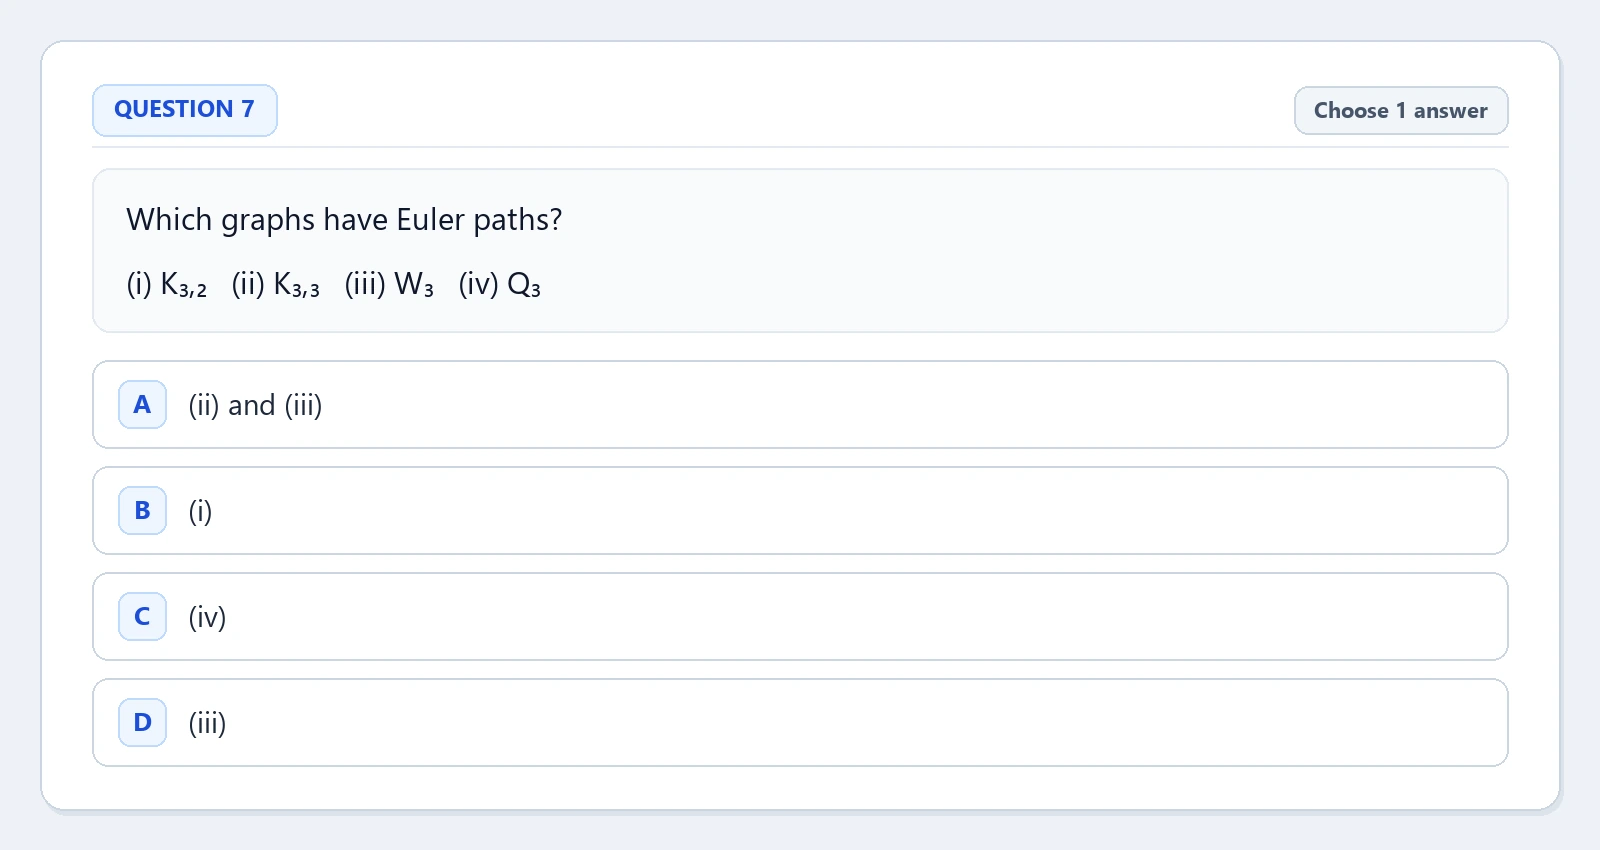 QUESTION 7
Choose 1 answer
Which graphs have Euler paths?
(i) K₃,₂ (ii) K₃,₃ (iii) W₃ (iv) Q₃
A (ii) and (iii)
B (i)
C (iv)
D (iii)